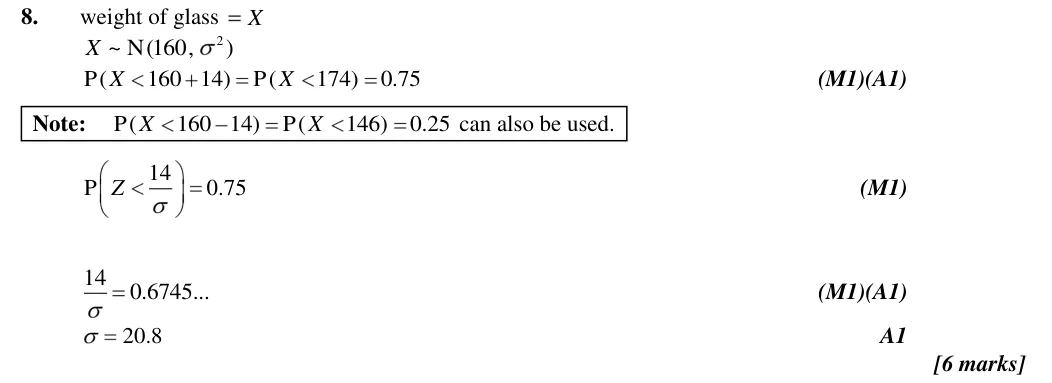 8. weight of glass = X
X ~ N(160, σ²)
P(X < 160 + 14) = P(X < 174) = 0.75 (M1)(A1)
Note: P(X < 160 – 14) = P(X < 146) = 0.25 can also be used.
P(Z < 14/σ) = 0.75 (M1)
14/σ = 0.6745... (M1)(A1)
σ = 20.8 A1
[6 marks]